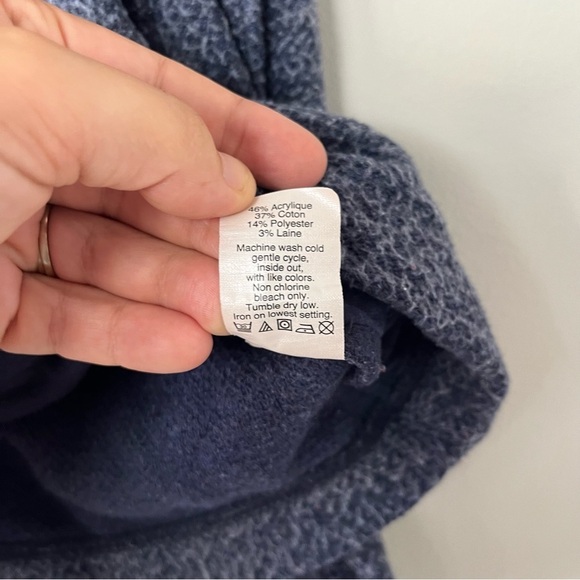 46% Acrylique
37% Coton
14% Polyester
3% Laine
Machine wash cold
gentle cycle,
inside out,
with like colors.
Non chlorine
bleach only.
Tumble dry low.
Iron on lowest setting.